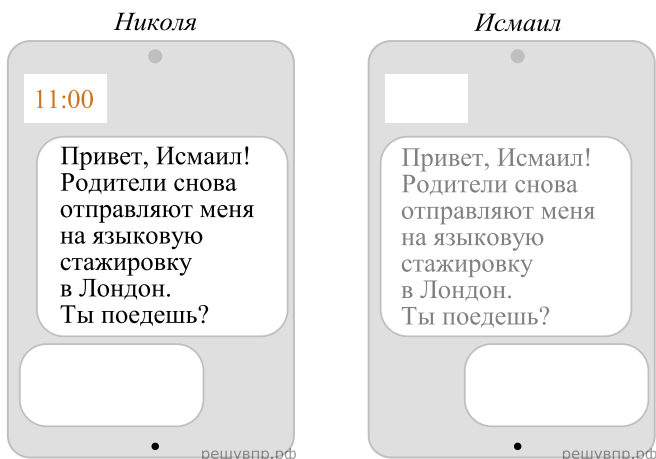 Николя
11:00
Привет, Исмаил!
Родители снова
отправляют меня
на языковую
стажировку
в Лондон.
Ты поедешь?
решувпр.рф
Исмаил
Привет, Исмаил!
Родители снова
отправляют меня
на языковую
стажировку
в Лондон.
Ты поедешь?
решувпр.рф